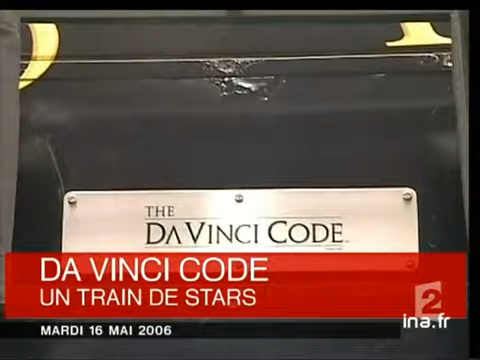 THE
DA VINCI CODE
DA VINCI CODE
UN TRAIN DE STARS
2
ina.fr
MARDI 16 MAI 2006